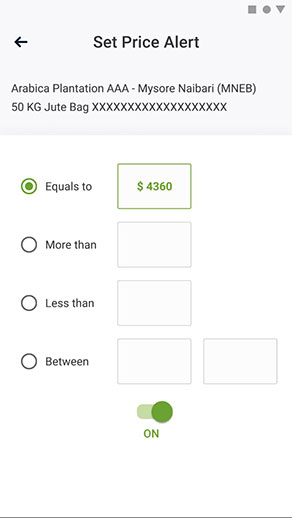 Set Price Alert
Arabica Plantation AAA - Mysore Naibari (MNEB)
50 KG Jute Bag XXXXXXXXXXXXXXXXXXX
Equals to
$ 4360
More than
Less than
Between
ON